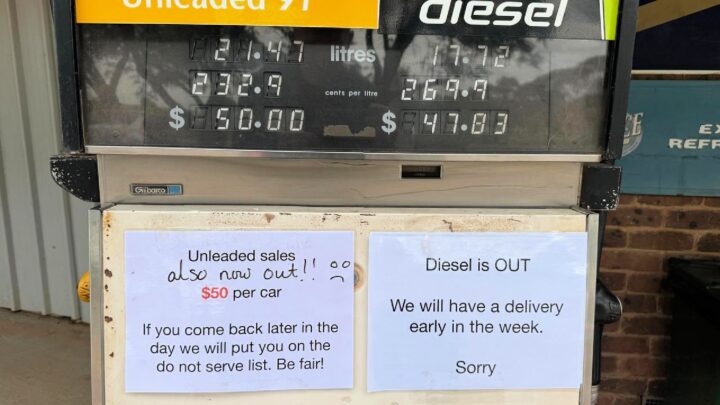 Unleaded 91
diesel
21.47 litres 17.72
232.9 cents per litre 269.9
$ 50.00 $ 47.83
Gilbarco
Unleaded sales
also now out!!
$50 per car
If you come back later in the
day we will put you on the
do not serve list. Be fair!
Diesel is OUT
We will have a delivery
early in the week.
Sorry